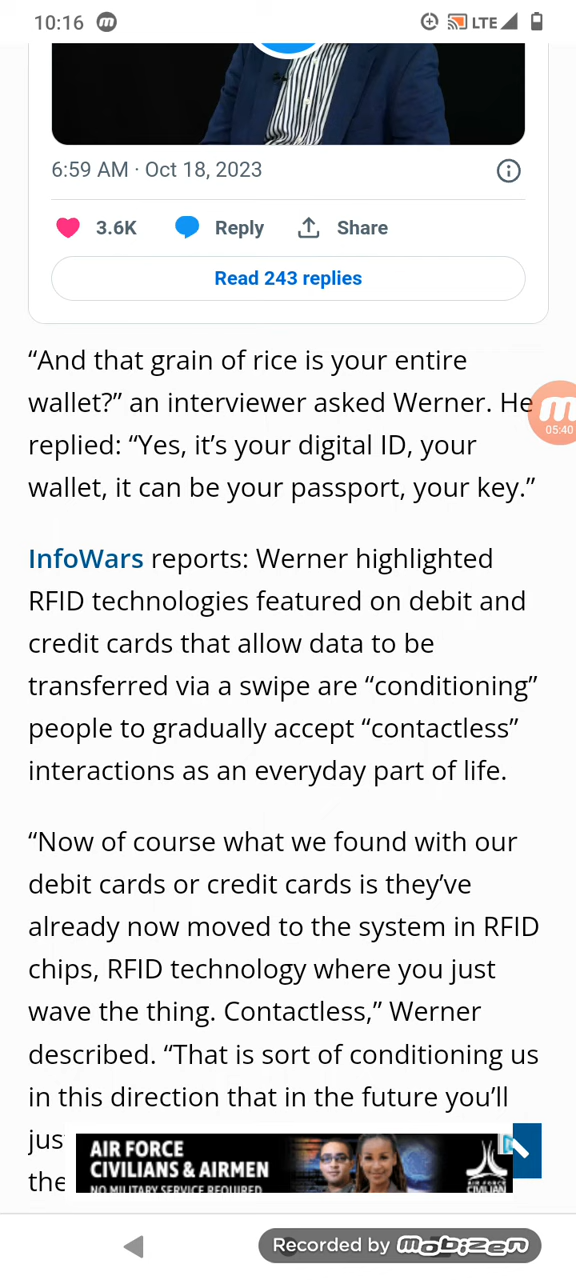 10:16 m LTE
6:59 AM · Oct 18, 2023
3.6K Reply Share
Read 243 replies
“And that grain of rice is your entire
wallet?” an interviewer asked Werner. He
replied: “Yes, it’s your digital ID, your
wallet, it can be your passport, your key.”
m
05:40
InfoWars reports: Werner highlighted
RFID technologies featured on debit and
credit cards that allow data to be
transferred via a swipe are “conditioning”
people to gradually accept “contactless”
interactions as an everyday part of life.
“Now of course what we found with our
debit cards or credit cards is they’ve
already now moved to the system in RFID
chips, RFID technology where you just
wave the thing. Contactless,” Werner
described. “That is sort of conditioning us
in this direction that in the future you’ll
jus
the
AIR FORCE
CIVILIANS & AIRMEN
NO MILITARY SERVICE REQUIRED
AIR FORCE
CIVILIAN
Recorded by mobizen